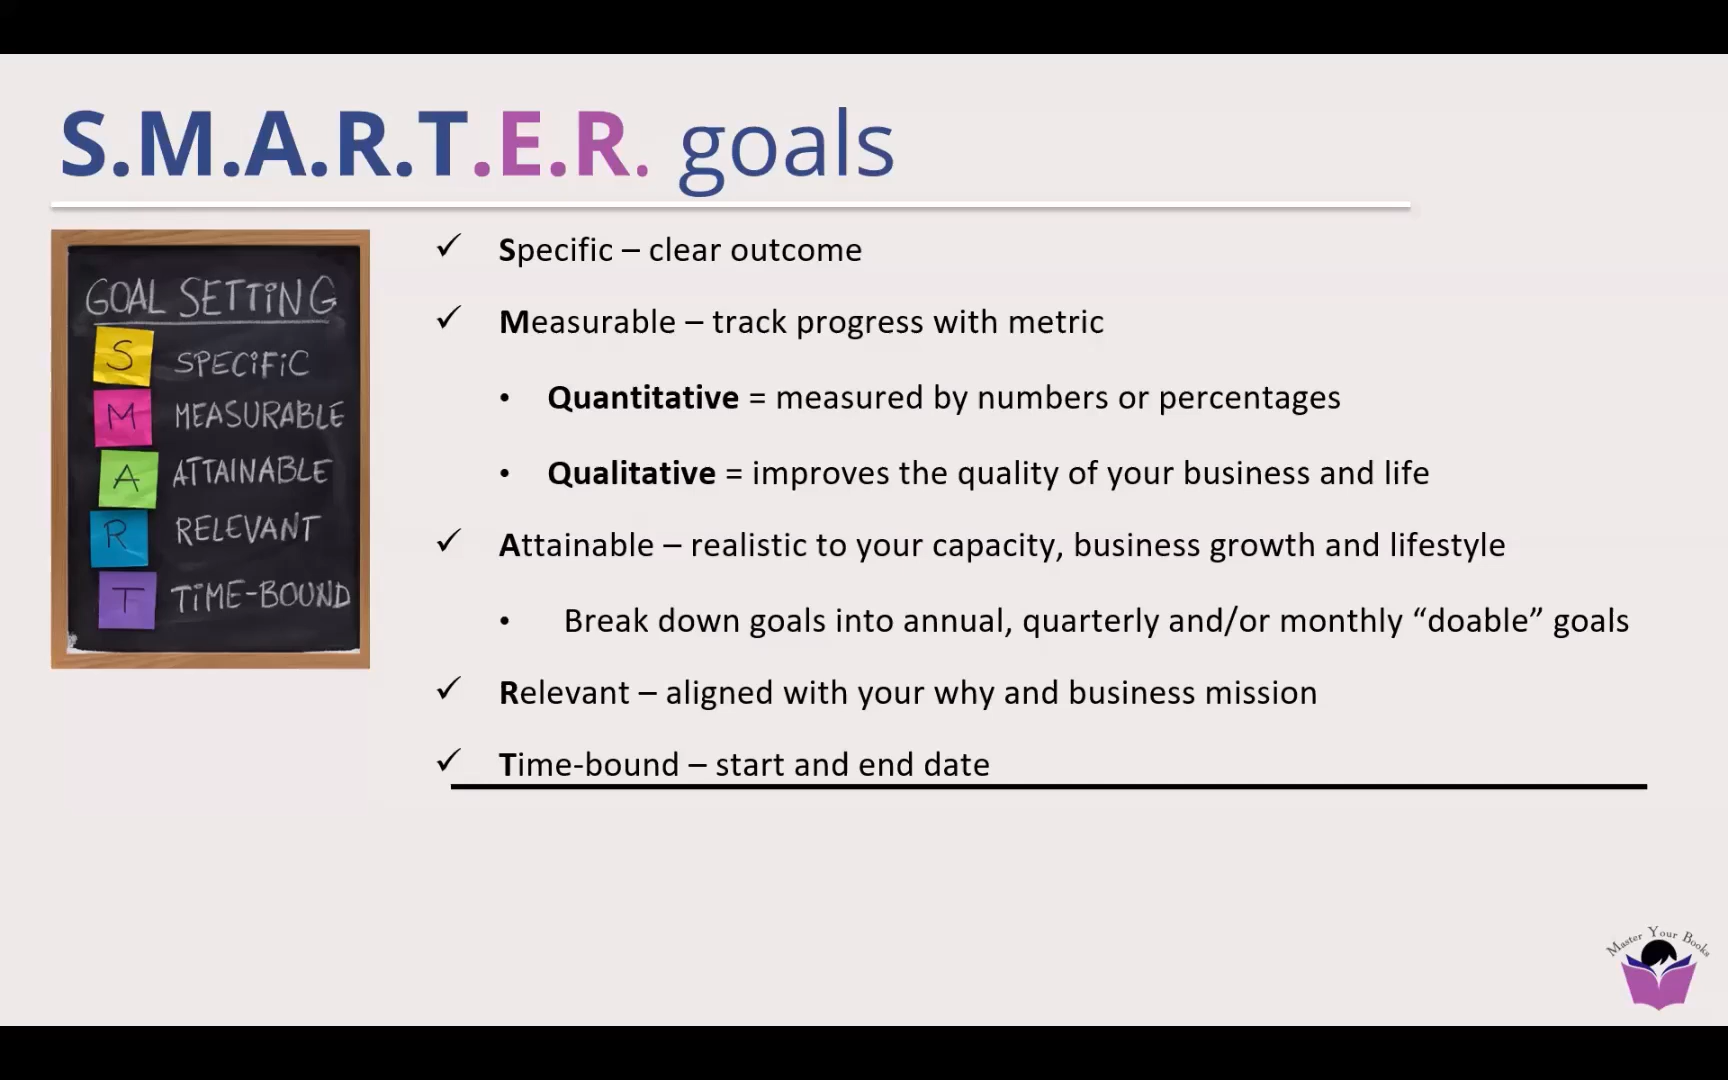 S.M.A.R.T.E.R. goals
GOAL SETTiNG
S SPECiFiC
M MEASURABLE
A ATTAINABLE
R RELEVANT
T TiME-BOUND
✓ Specific – clear outcome
✓ Measurable – track progress with metric
• Quantitative = measured by numbers or percentages
• Qualitative = improves the quality of your business and life
✓ Attainable – realistic to your capacity, business growth and lifestyle
• Break down goals into annual, quarterly and/or monthly “doable” goals
✓ Relevant – aligned with your why and business mission
✓ Time-bound – start and end date
Master Your Books